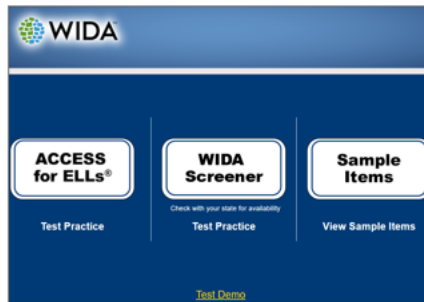 WIDA
ACCESS
for ELLs®
Test Practice
WIDA
Screener
Check with your state for availability
Test Practice
Sample
Items
View Sample Items
Test Demo